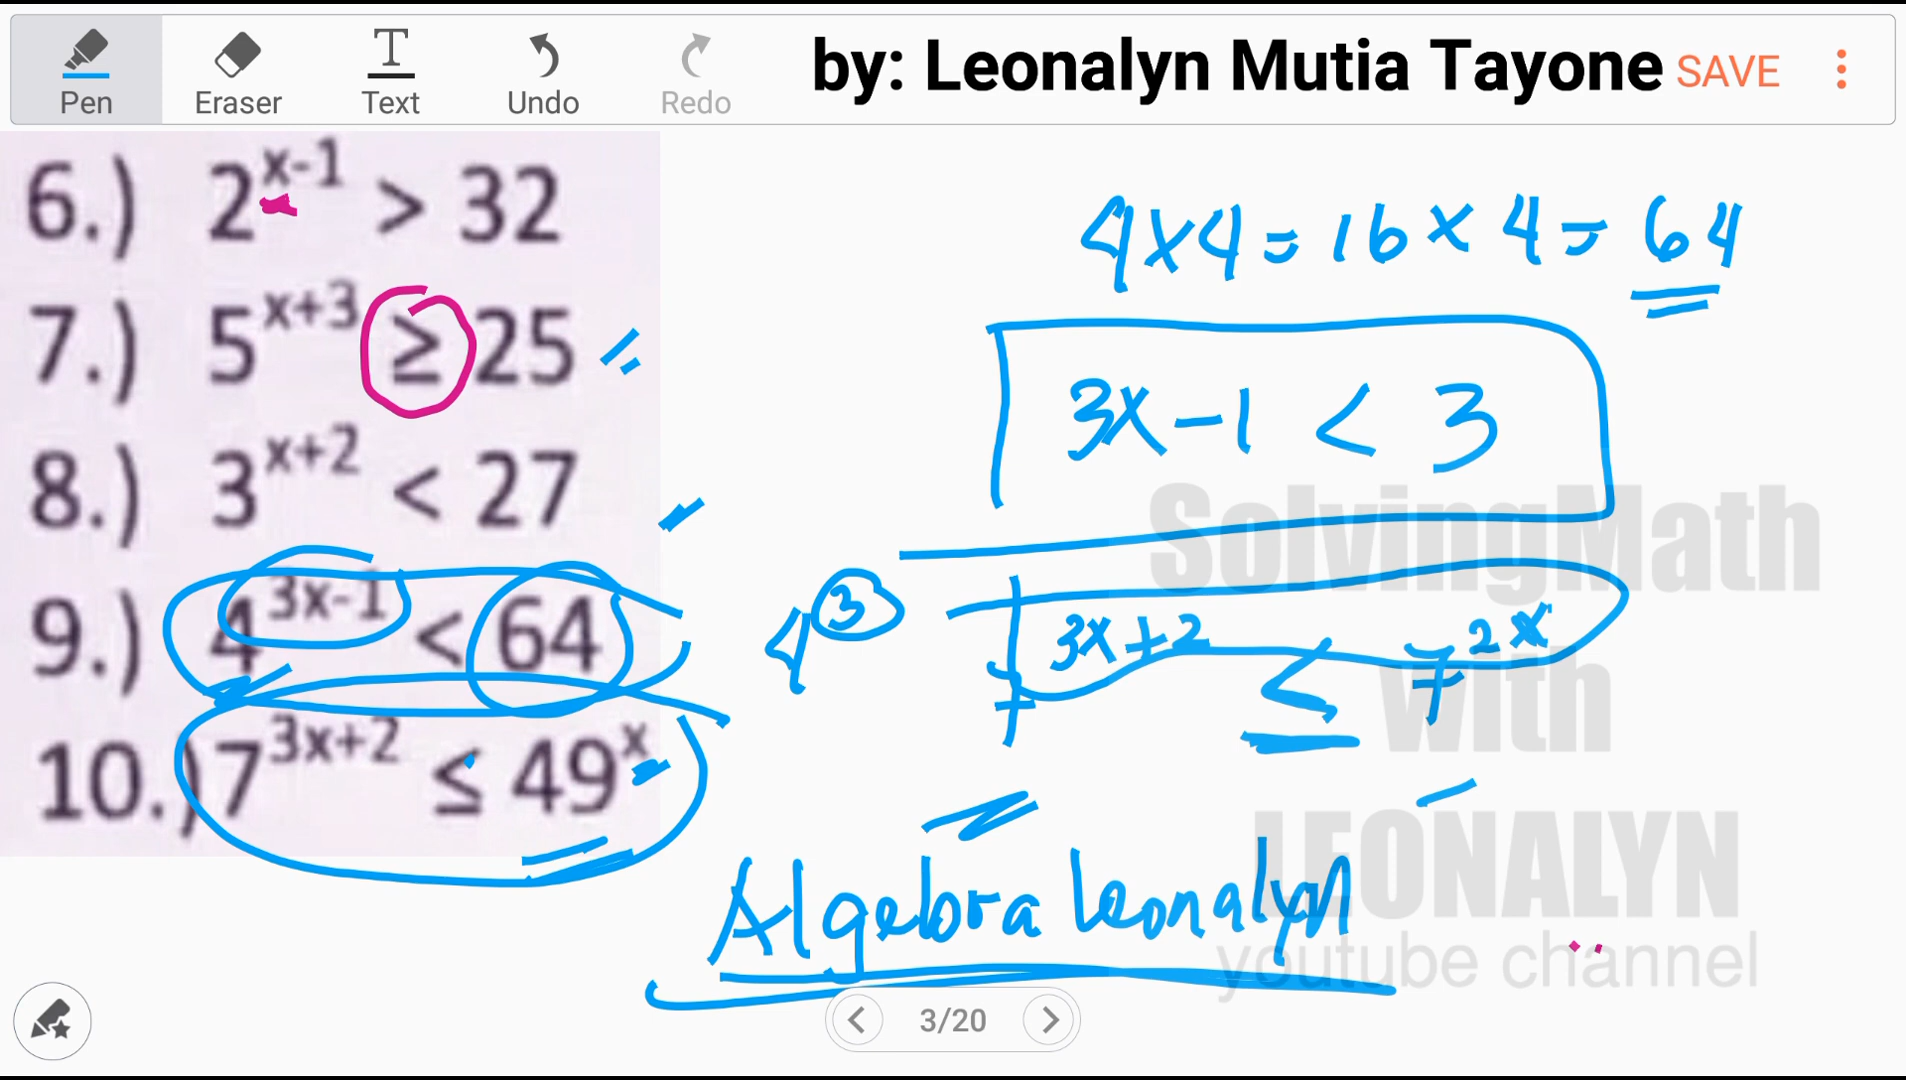 Pen Eraser Text Undo Redo by: Leonalyn Mutia Tayone SAVE
6.) 2^x-1 > 32
7.) 5^x+3 ≥ 25
8.) 3^x+2 < 27
9.) 4^3x-1 < 64
10.) 7^3x+2 ≤ 49^x
4x4=16x4=64
3x-1 < 3
4^3
7^3x+2 ≤ 7^2x
Algebra Leonalyn
SolvingMath
with
LEONALYN
youtube channel
3/20